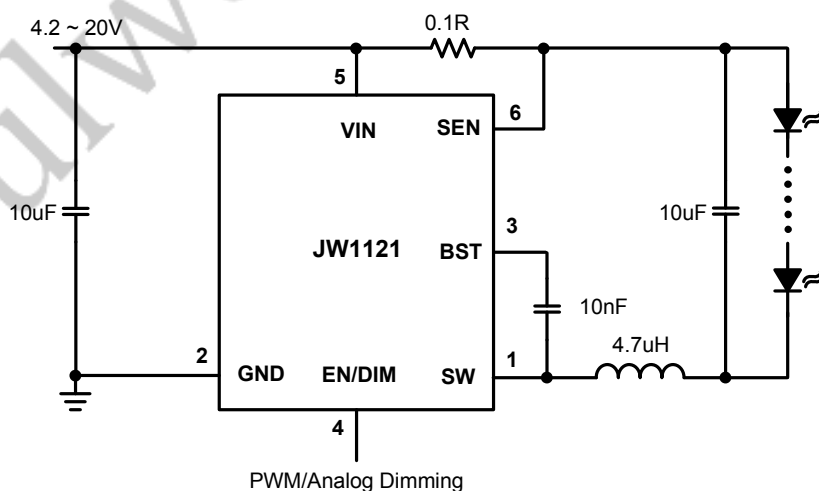 4.2 ~ 20V
0.1R
5
6
VIN
SEN
10uF
10uF
3
JW1121
BST
10nF
4.7uH
2
1
GND
EN/DIM
SW
4
PWM/Analog Dimming